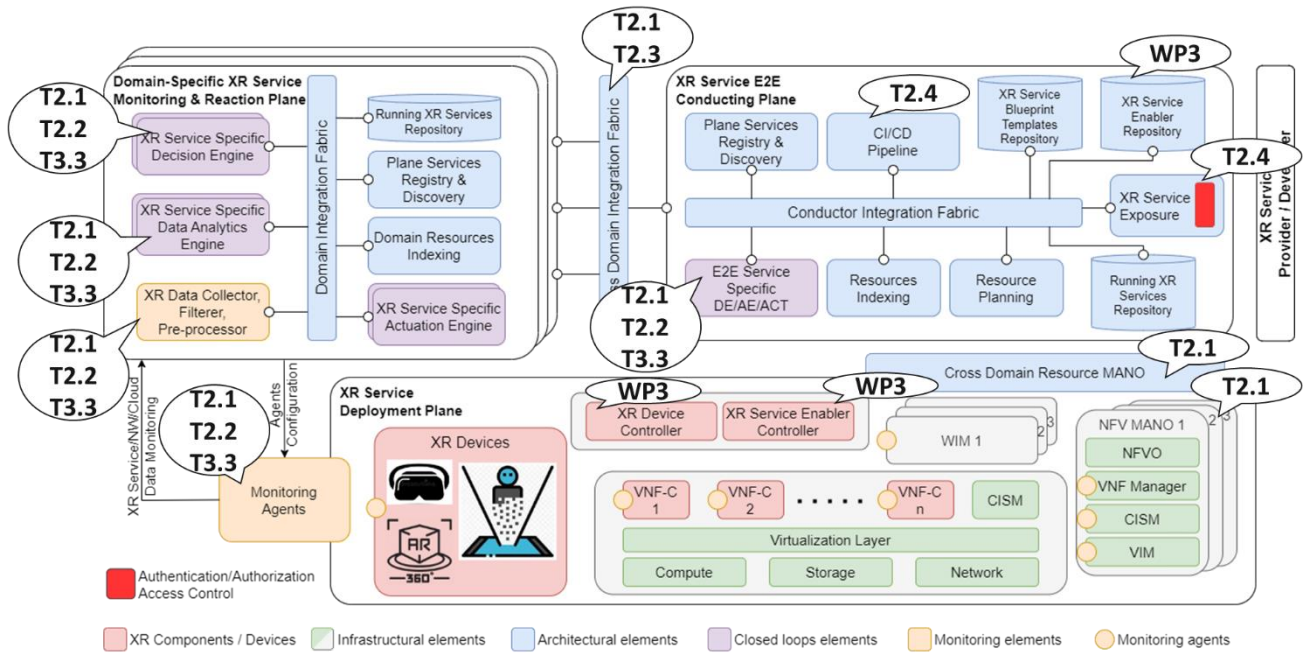 T2.1
T2.3
WP3
Domain-Specific XR Service
Monitoring & Reaction Plane
T2.1
T2.2
T3.3
XR Service Specific
Decision Engine
XR Service Specific
Data Analytics
Engine
T2.1
T2.2
T3.3
XR Data Collector,
Filterer,
Pre-processor
T2.1
T2.2
T3.3
Domain Integration Fabric
Running XR Services
Repository
Plane Services
Registry &
Discovery
Domain Resources
Indexing
XR Service Specific
Actuation Engine
Domain Integration Fabric
XR Service E2E
Conducting Plane
T2.4
Plane Services
Registry &
Discovery
CI/CD
Pipeline
XR Service
Blueprint
Templates
Repository
XR Service
Enabler
Repository
T2.4
XR Service
Exposure
Conductor Integration Fabric
E2E Service
Specific
DE/AE/ACT
T2.1
T2.2
T3.3
Resources
Indexing
Resource
Planning
Running XR
Services
Repository
XR Service
Provider / Developer
XR Service/NW/Cloud
Data Monitoring
Agents
Configuration
T2.1
T2.2
T3.3
Monitoring
Agents
XR Service
Deployment Plane
Cross Domain Resource MANO
T2.1
T2.1
WP3
WP3
XR Device
Controller
XR Service Enabler
Controller
WIM 1
2
3
NFV MANO 1
2
3
NFVO
VNF Manager
CISM
VIM
XR Devices
AR
360°
VNF-C
1
VNF-C
2
VNF-C
n
CISM
Virtualization Layer
Compute
Storage
Network
Authentication/Authorization
Access Control
XR Components / Devices
Infrastructural elements
Architectural elements
Closed loops elements
Monitoring elements
Monitoring agents